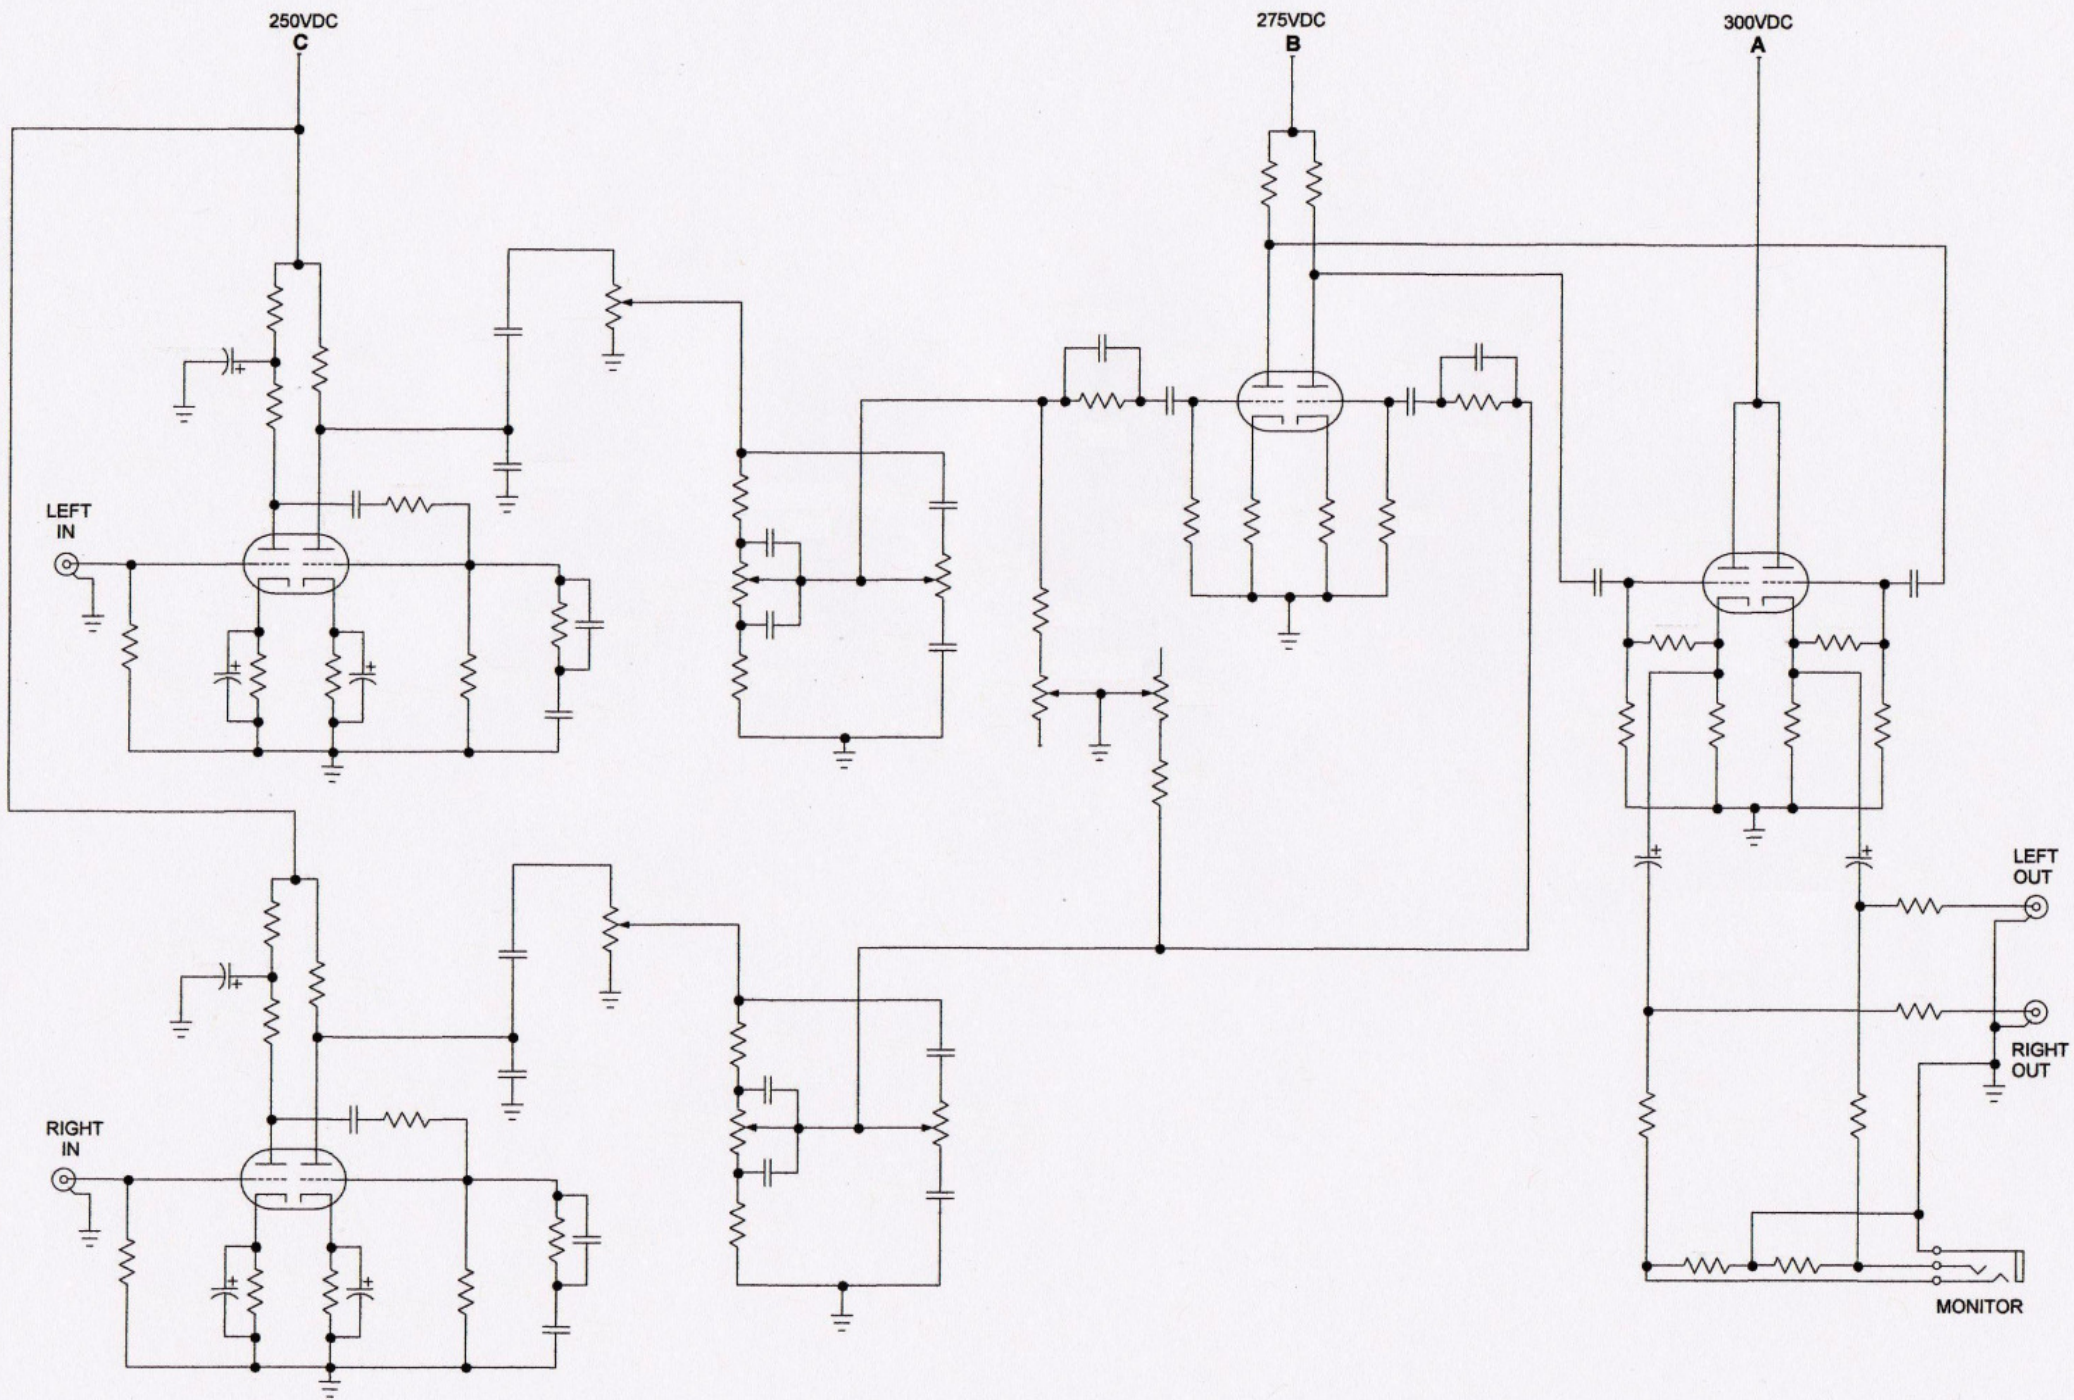 250VDC
C
275VDC
B
300VDC
A
LEFT
IN
LEFT
OUT
RIGHT
OUT
RIGHT
IN
MONITOR